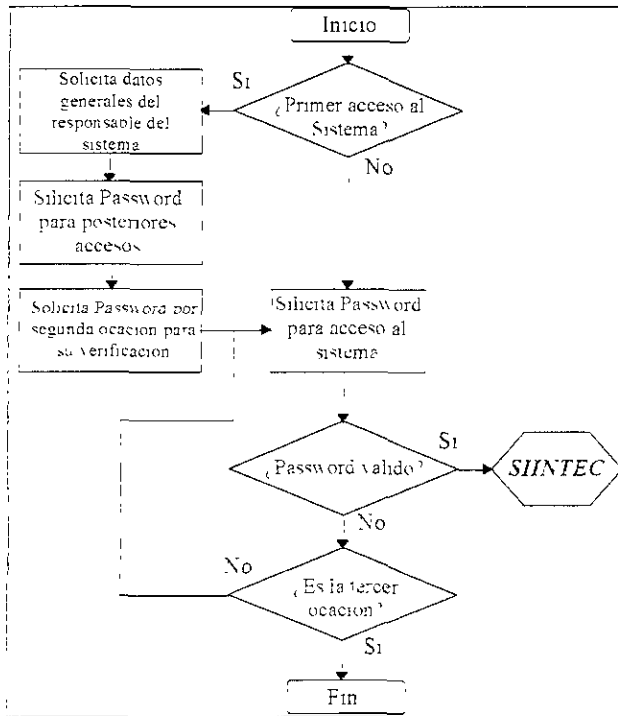 Inicio
Si
Solicita datos
generales del
responsable del
sistema
¿Primer acceso al
Sistema?
No
Silicita Password
para posteriores
accesos
Solicita Password por
segunda ocacion para
su verificacion
Silicita Password
para acceso al
sistema
Si
¿Password valido?
SIINTEC
No
No
¿Es la tercer
ocacion?
Si
Fin